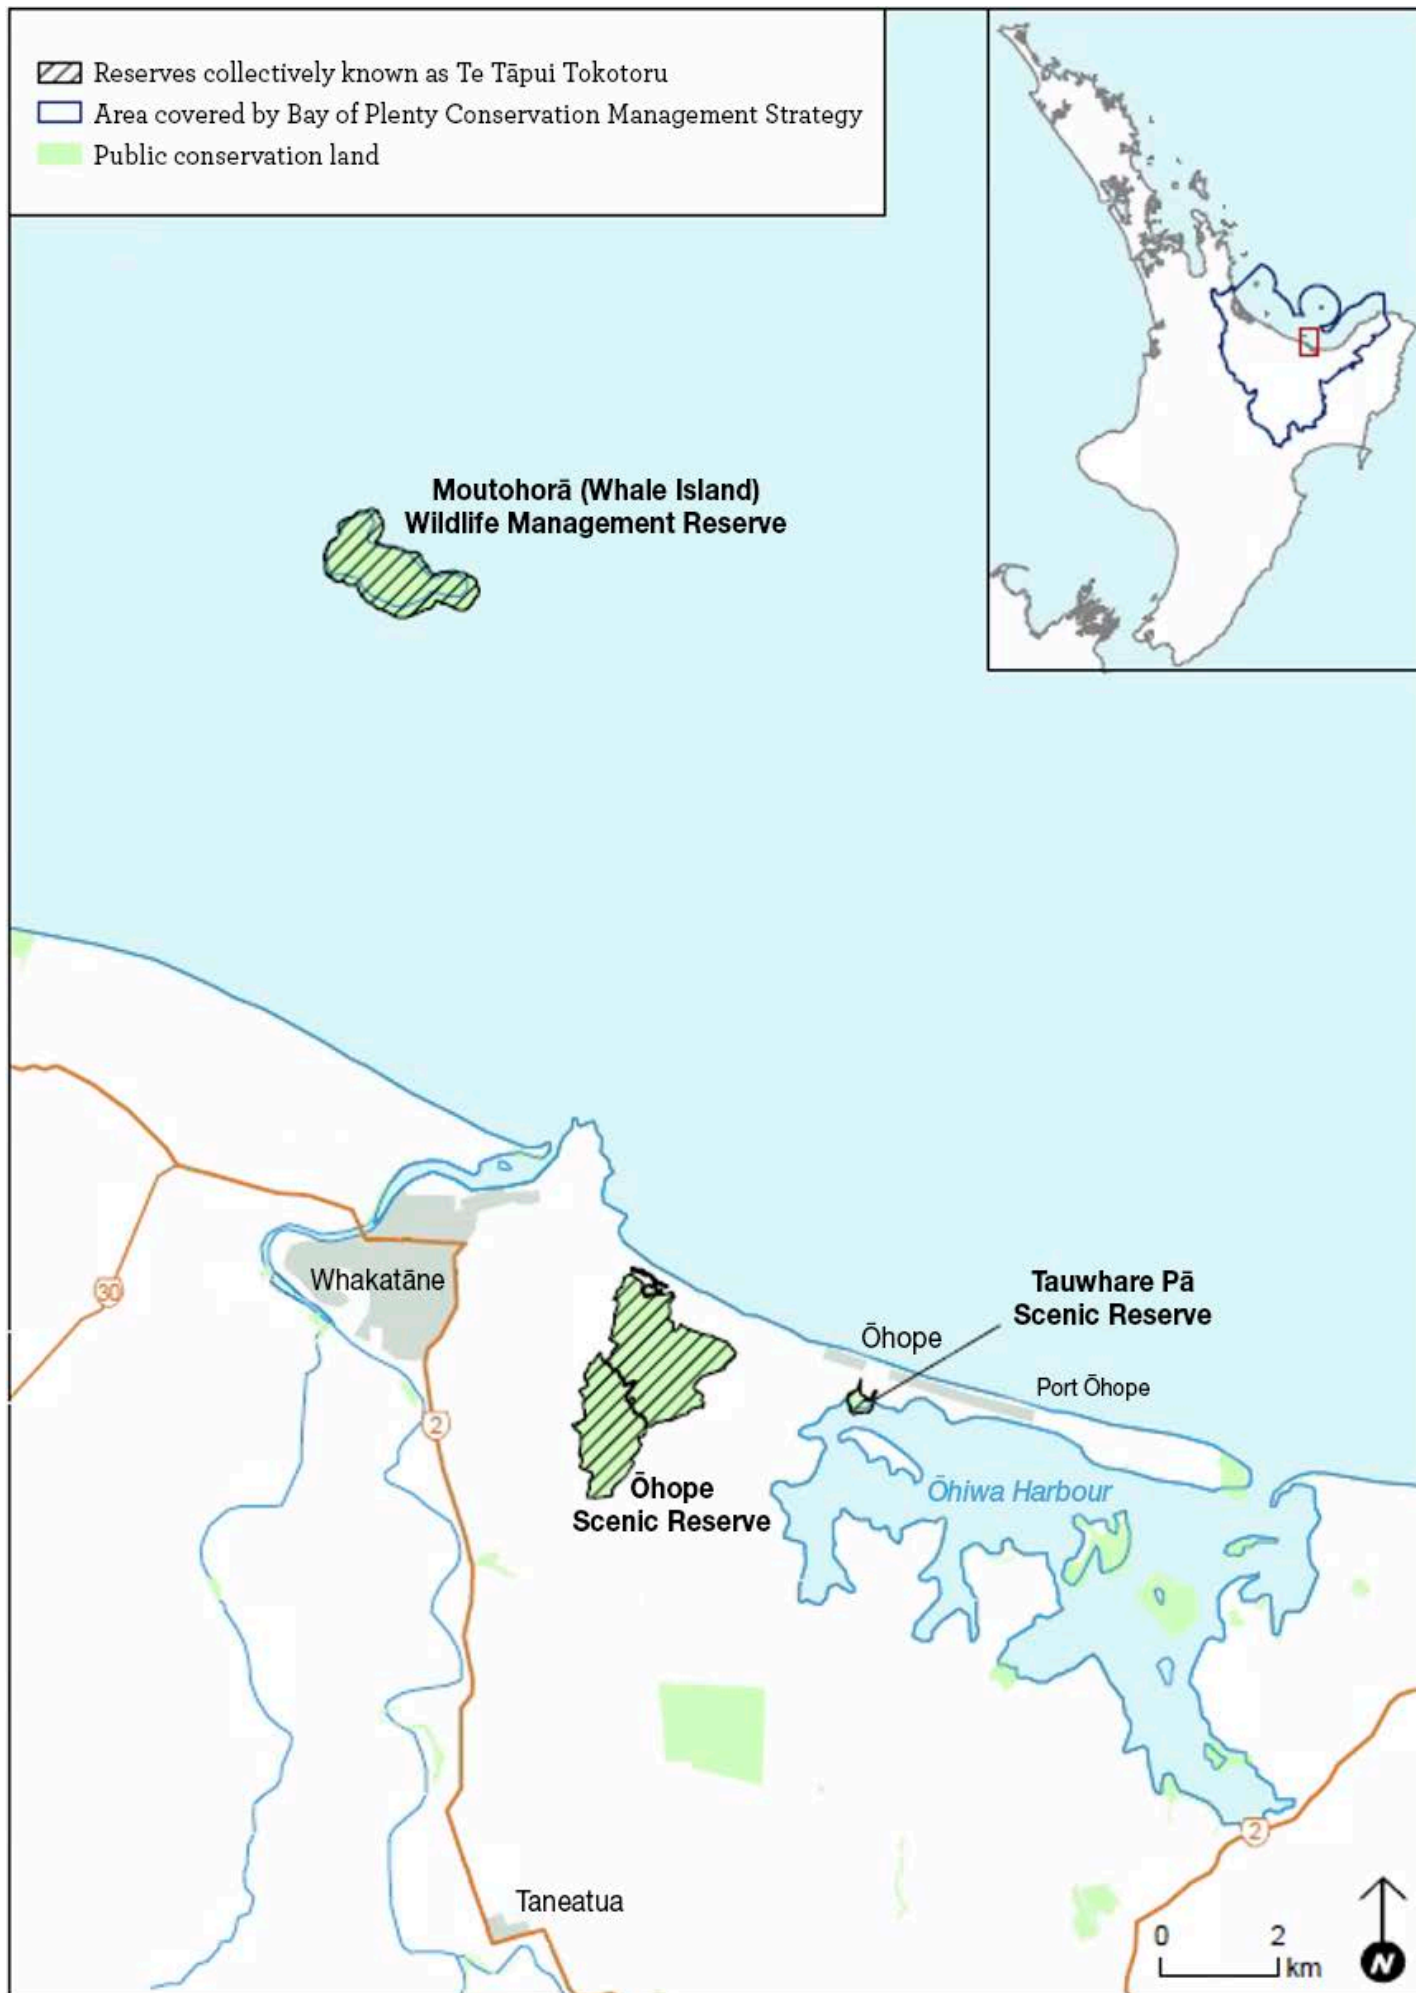 Reserves collectively known as Te Tāpui Tokotoru
Area covered by Bay of Plenty Conservation Management Strategy
Public conservation land
Moutohorā (Whale Island)
Wildlife Management Reserve
Whakatāne
30
Tauwhare Pā
Scenic Reserve
Ōhope
Port Ōhope
2
Ōhope
Scenic Reserve
Ōhiwa Harbour
2
Taneatua
0 2
km
N